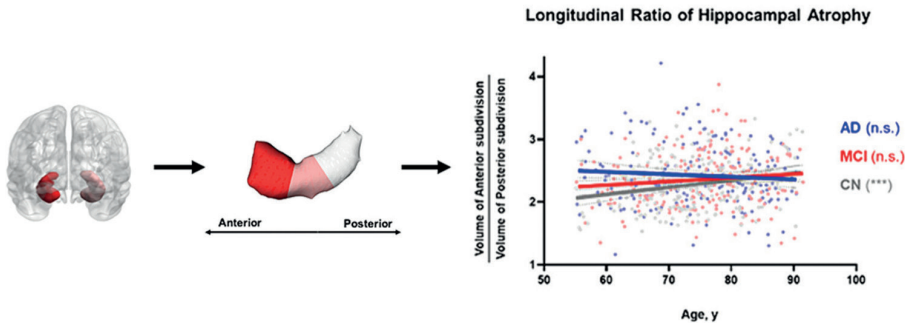 Longitudinal Ratio of Hippocampal Atrophy
Anterior
Posterior
Volume of Anterior subdivision
Volume of Posterior subdivision
4
3
2
1
50
60
70
80
90
100
Age, y
AD (n.s.)
MCI (n.s.)
CN (***)